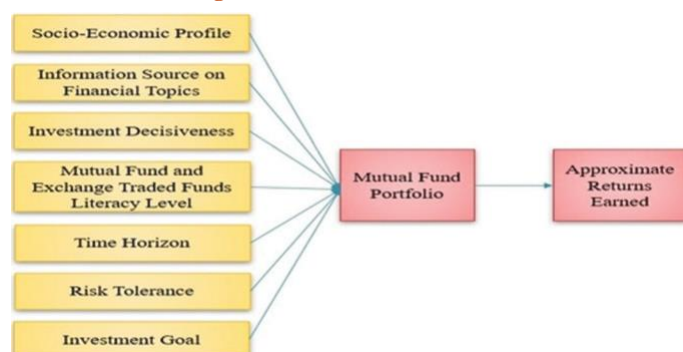 Socio-Economic Profile
Information Source on
Financial Topics
Investment Decisiveness
Mutual Fund and
Exchange Traded Funds
Literacy Level
Time Horizon
Risk Tolerance
Investment Goal
Mutual Fund
Portfolio
Approximate
Returns
Earned